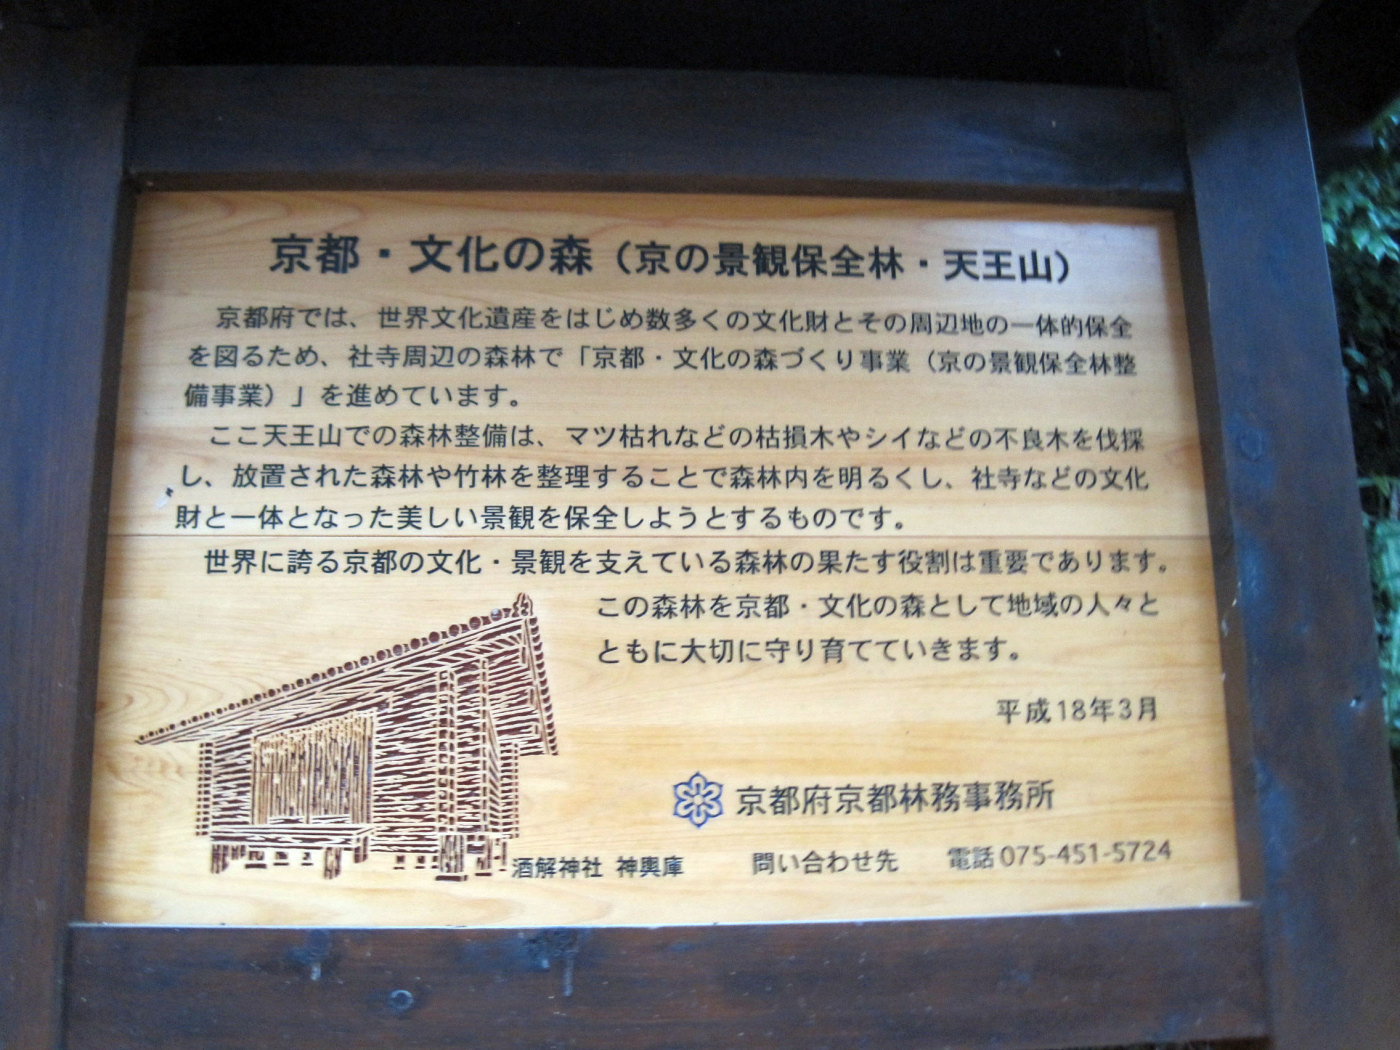 京都・文化の森（京の景観保全林・天王山）
京都府では、世界文化遺産をはじめ数多くの文化財とその周辺地の一体的保全
を図るため、社寺周辺の森林で「京都・文化の森づくり事業（京の景観保全林整
備事業）」を進めています。
ここ天王山での森林整備は、マツ枯れなどの枯損木やシイなどの不良木を伐採
し、放置された森林や竹林を整理することで森林内を明るくし、社寺などの文化
財と一体となった美しい景観を保全しようとするものです。
世界に誇る京都の文化・景観を支えている森林の果たす役割は重要であります。
この森林を京都・文化の森として地域の人々と
ともに大切に守り育てていきます。
平成18年3月
京都府京都林務事務所
酒解神社 神輿庫
問い合わせ先 電話 075-451-5724